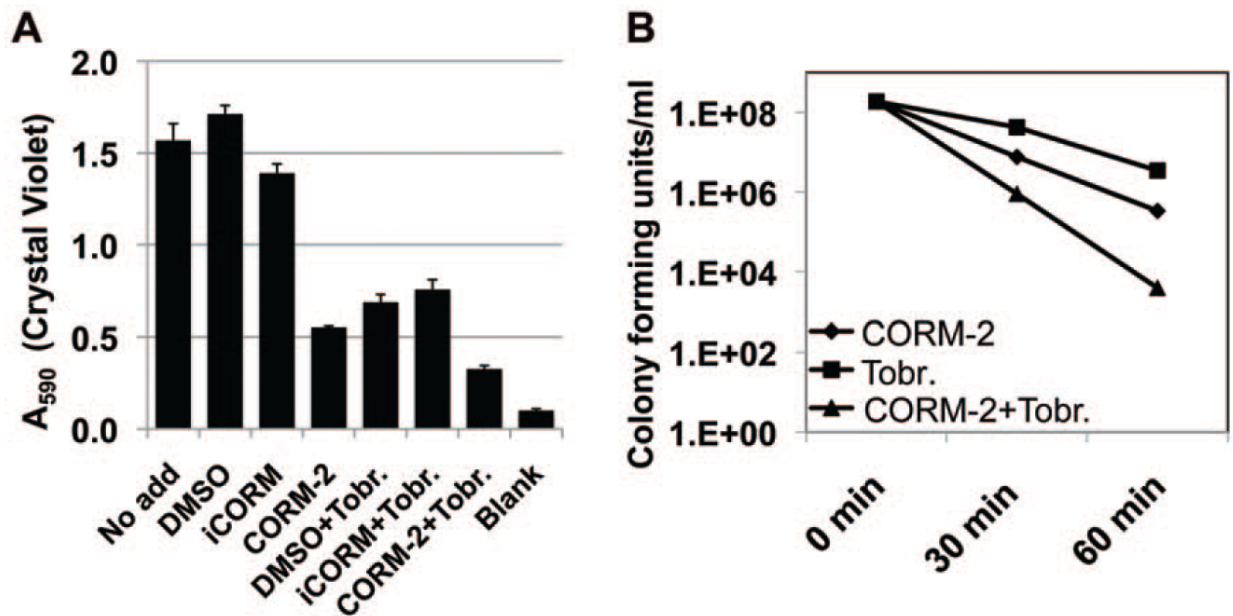 A
A590 (Crystal Violet)
2.0
1.5
1.0
0.5
0.0
No add
DMSO
iCORM
CORM-2
DMSO+Tobr.
iCORM+Tobr.
CORM-2+Tobr.
Blank
B
Colony forming units/ml
1.E+08
1.E+06
1.E+04
1.E+02
1.E+00
CORM-2
Tobr.
CORM-2+Tobr.
0 min
30 min
60 min